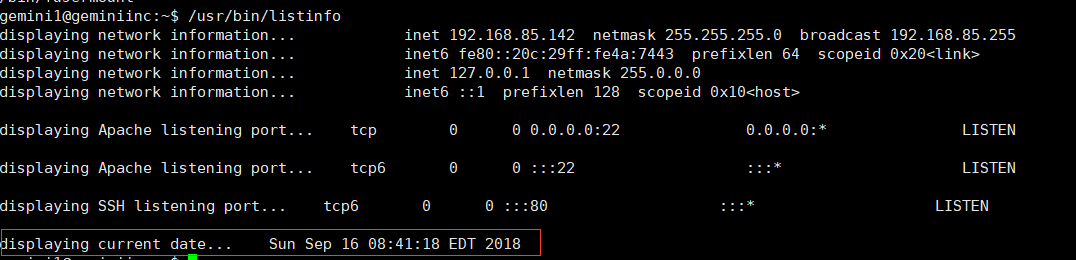 gemini1@geminiinc:~$ /usr/bin/listinfo
displaying network information... inet 192.168.85.142 netmask 255.255.255.0 broadcast 192.168.85.255
displaying network information... inet6 fe80::20c:29ff:fe4a:7443 prefixlen 64 scopeid 0x20<link>
displaying network information... inet 127.0.0.1 netmask 255.0.0.0
displaying network information... inet6 ::1 prefixlen 128 scopeid 0x10<host>
displaying Apache listening port... tcp 0 0 0.0.0.0:22 0.0.0.0:* LISTEN
displaying Apache listening port... tcp6 0 0 :::22 :::* LISTEN
displaying SSH listening port... tcp6 0 0 :::80 :::* LISTEN
displaying current date... Sun Sep 16 08:41:18 EDT 2018